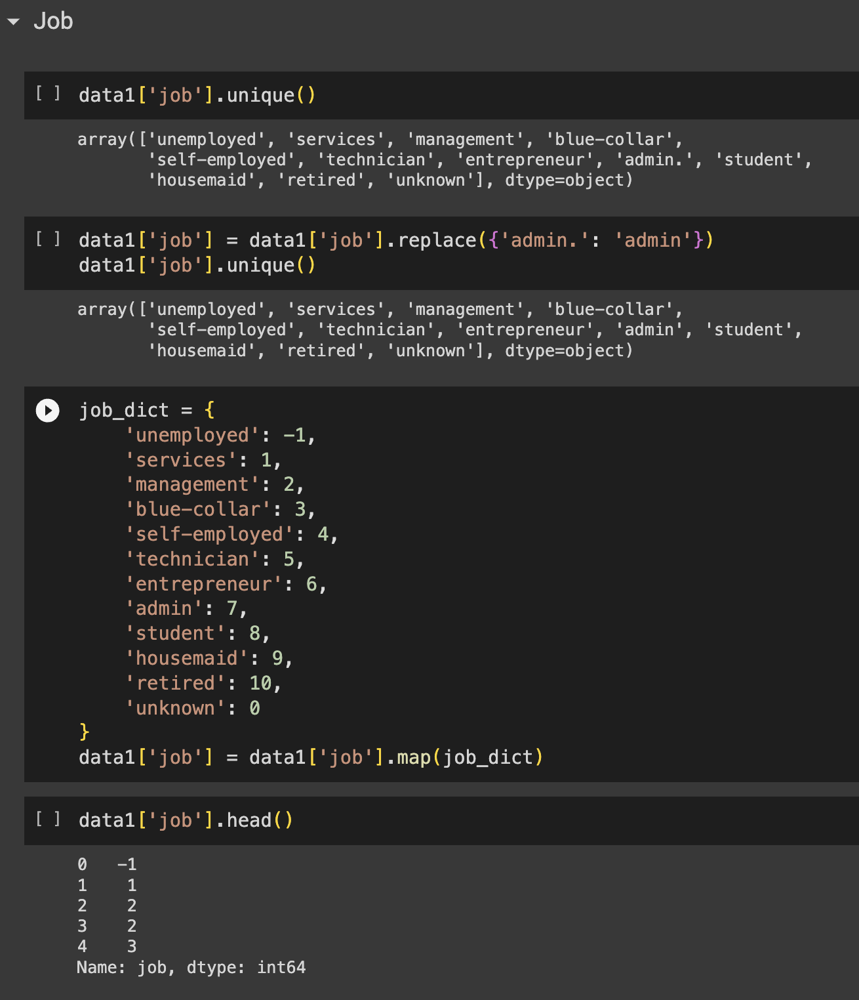 Job
[ ] data1['job'].unique()
array(['unemployed', 'services', 'management', 'blue-collar',
       'self-employed', 'technician', 'entrepreneur', 'admin.', 'student',
       'housemaid', 'retired', 'unknown'], dtype=object)
[ ] data1['job'] = data1['job'].replace({'admin.': 'admin'})
data1['job'].unique()
array(['unemployed', 'services', 'management', 'blue-collar',
       'self-employed', 'technician', 'entrepreneur', 'admin', 'student',
       'housemaid', 'retired', 'unknown'], dtype=object)
job_dict = {
    'unemployed': -1,
    'services': 1,
    'management': 2,
    'blue-collar': 3,
    'self-employed': 4,
    'technician': 5,
    'entrepreneur': 6,
    'admin': 7,
    'student': 8,
    'housemaid': 9,
    'retired': 10,
    'unknown': 0
}
data1['job'] = data1['job'].map(job_dict)
[ ] data1['job'].head()
0   -1
1    1
2    2
3    2
4    3
Name: job, dtype: int64